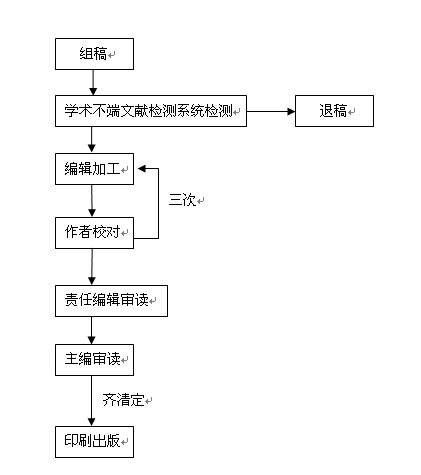 组稿
学术不端文献检测系统检测
退稿
编辑加工
三次
作者校对
责任编辑审读
主编审读
齐清定
印刷出版